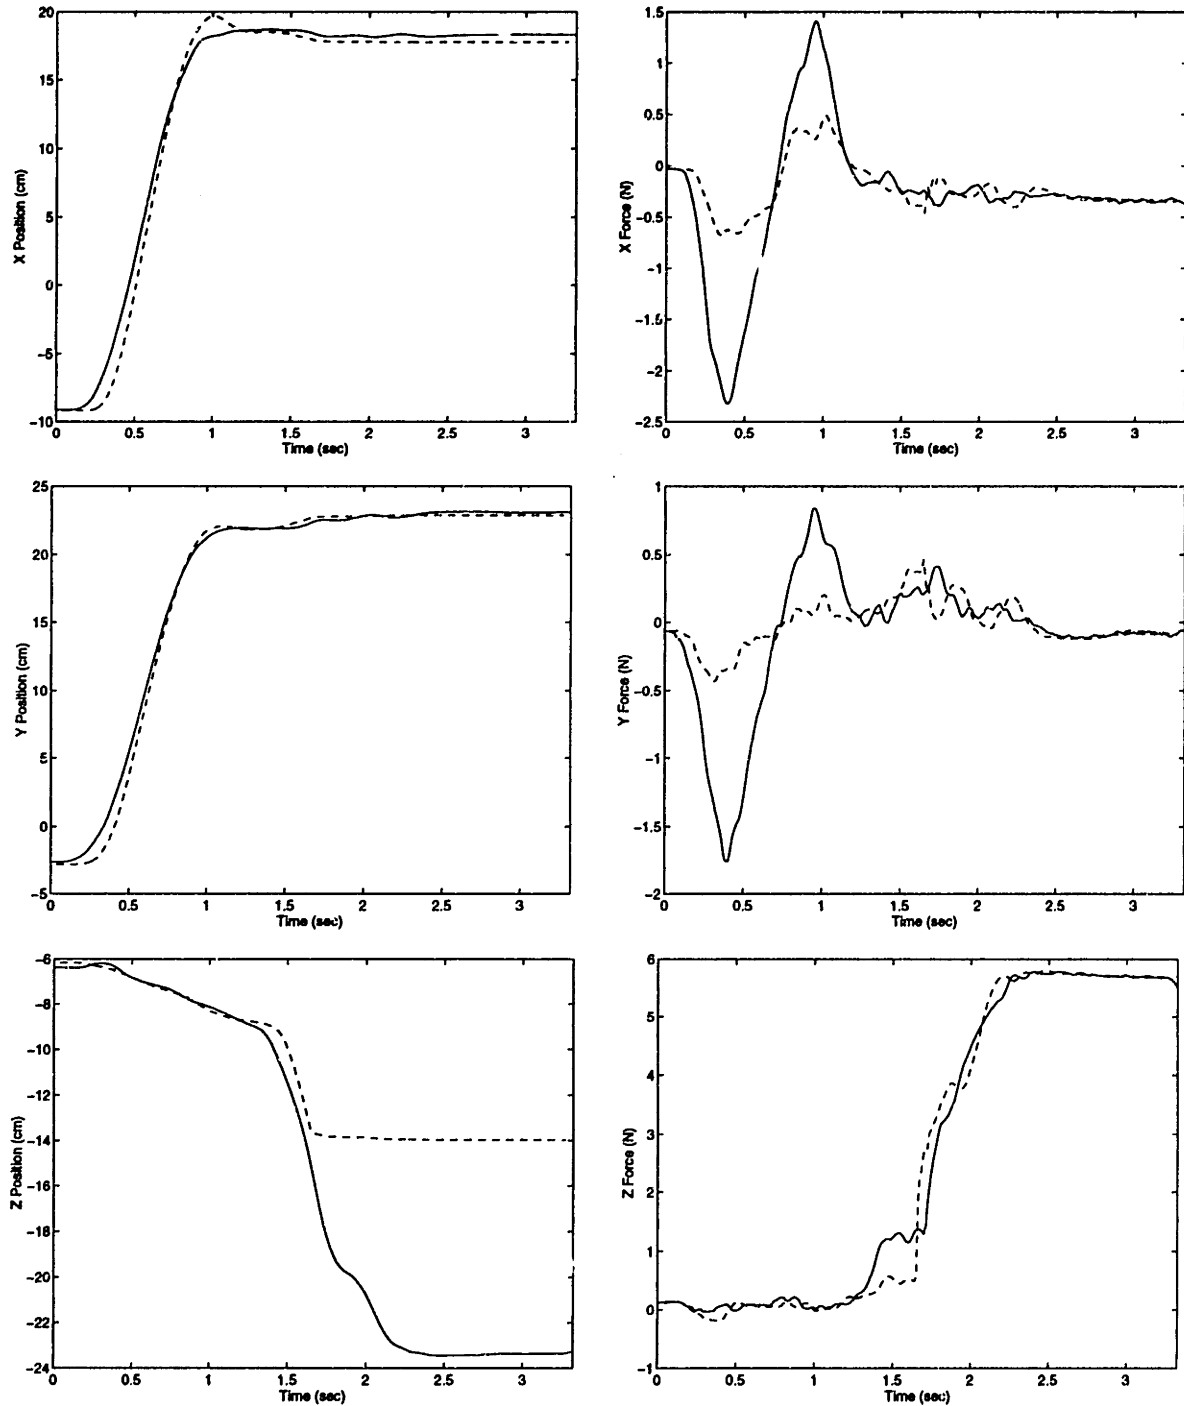 20
15
10
5
0
−5
−10
X Position (cm)
0 0.5 1 1.5 2 2.5 3
Time (sec)
1.5
1
0.5
0
−0.5
−1
−1.5
−2
−2.5
X Force (N)
0 0.5 1 1.5 2 2.5 3
Time (sec)
25
20
15
10
5
0
−5
Y Position (cm)
0 0.5 1 1.5 2 2.5 3
Time (sec)
1
0.5
0
−0.5
−1
−1.5
−2
Y Force (N)
0 0.5 1 1.5 2 2.5 3
Time (sec)
−6
−8
−10
−12
−14
−16
−18
−20
−22
−24
Z Position (cm)
0 0.5 1 1.5 2 2.5 3
Time (sec)
6
5
4
3
2
1
0
−1
Z Force (N)
0 0.5 1 1.5 2 2.5 3
Time (sec)